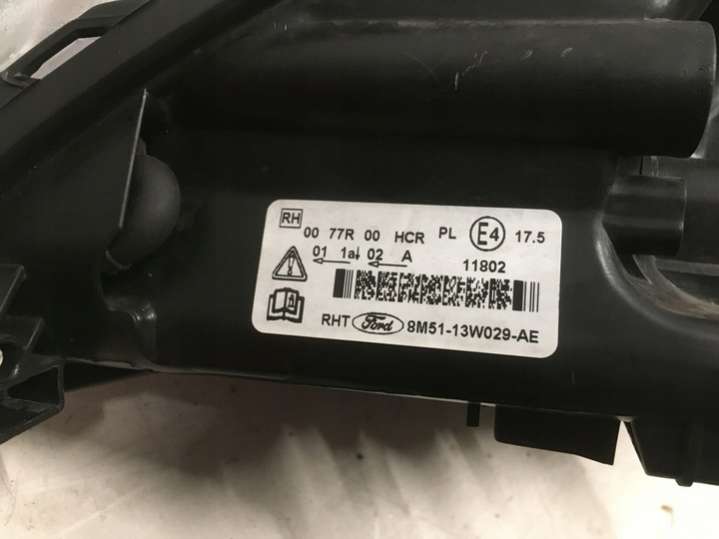 RH
00 77R 00 HCR PL E4 17.5
01 1a 02 A 11802
RHT Ford 8M51-13W029-AE